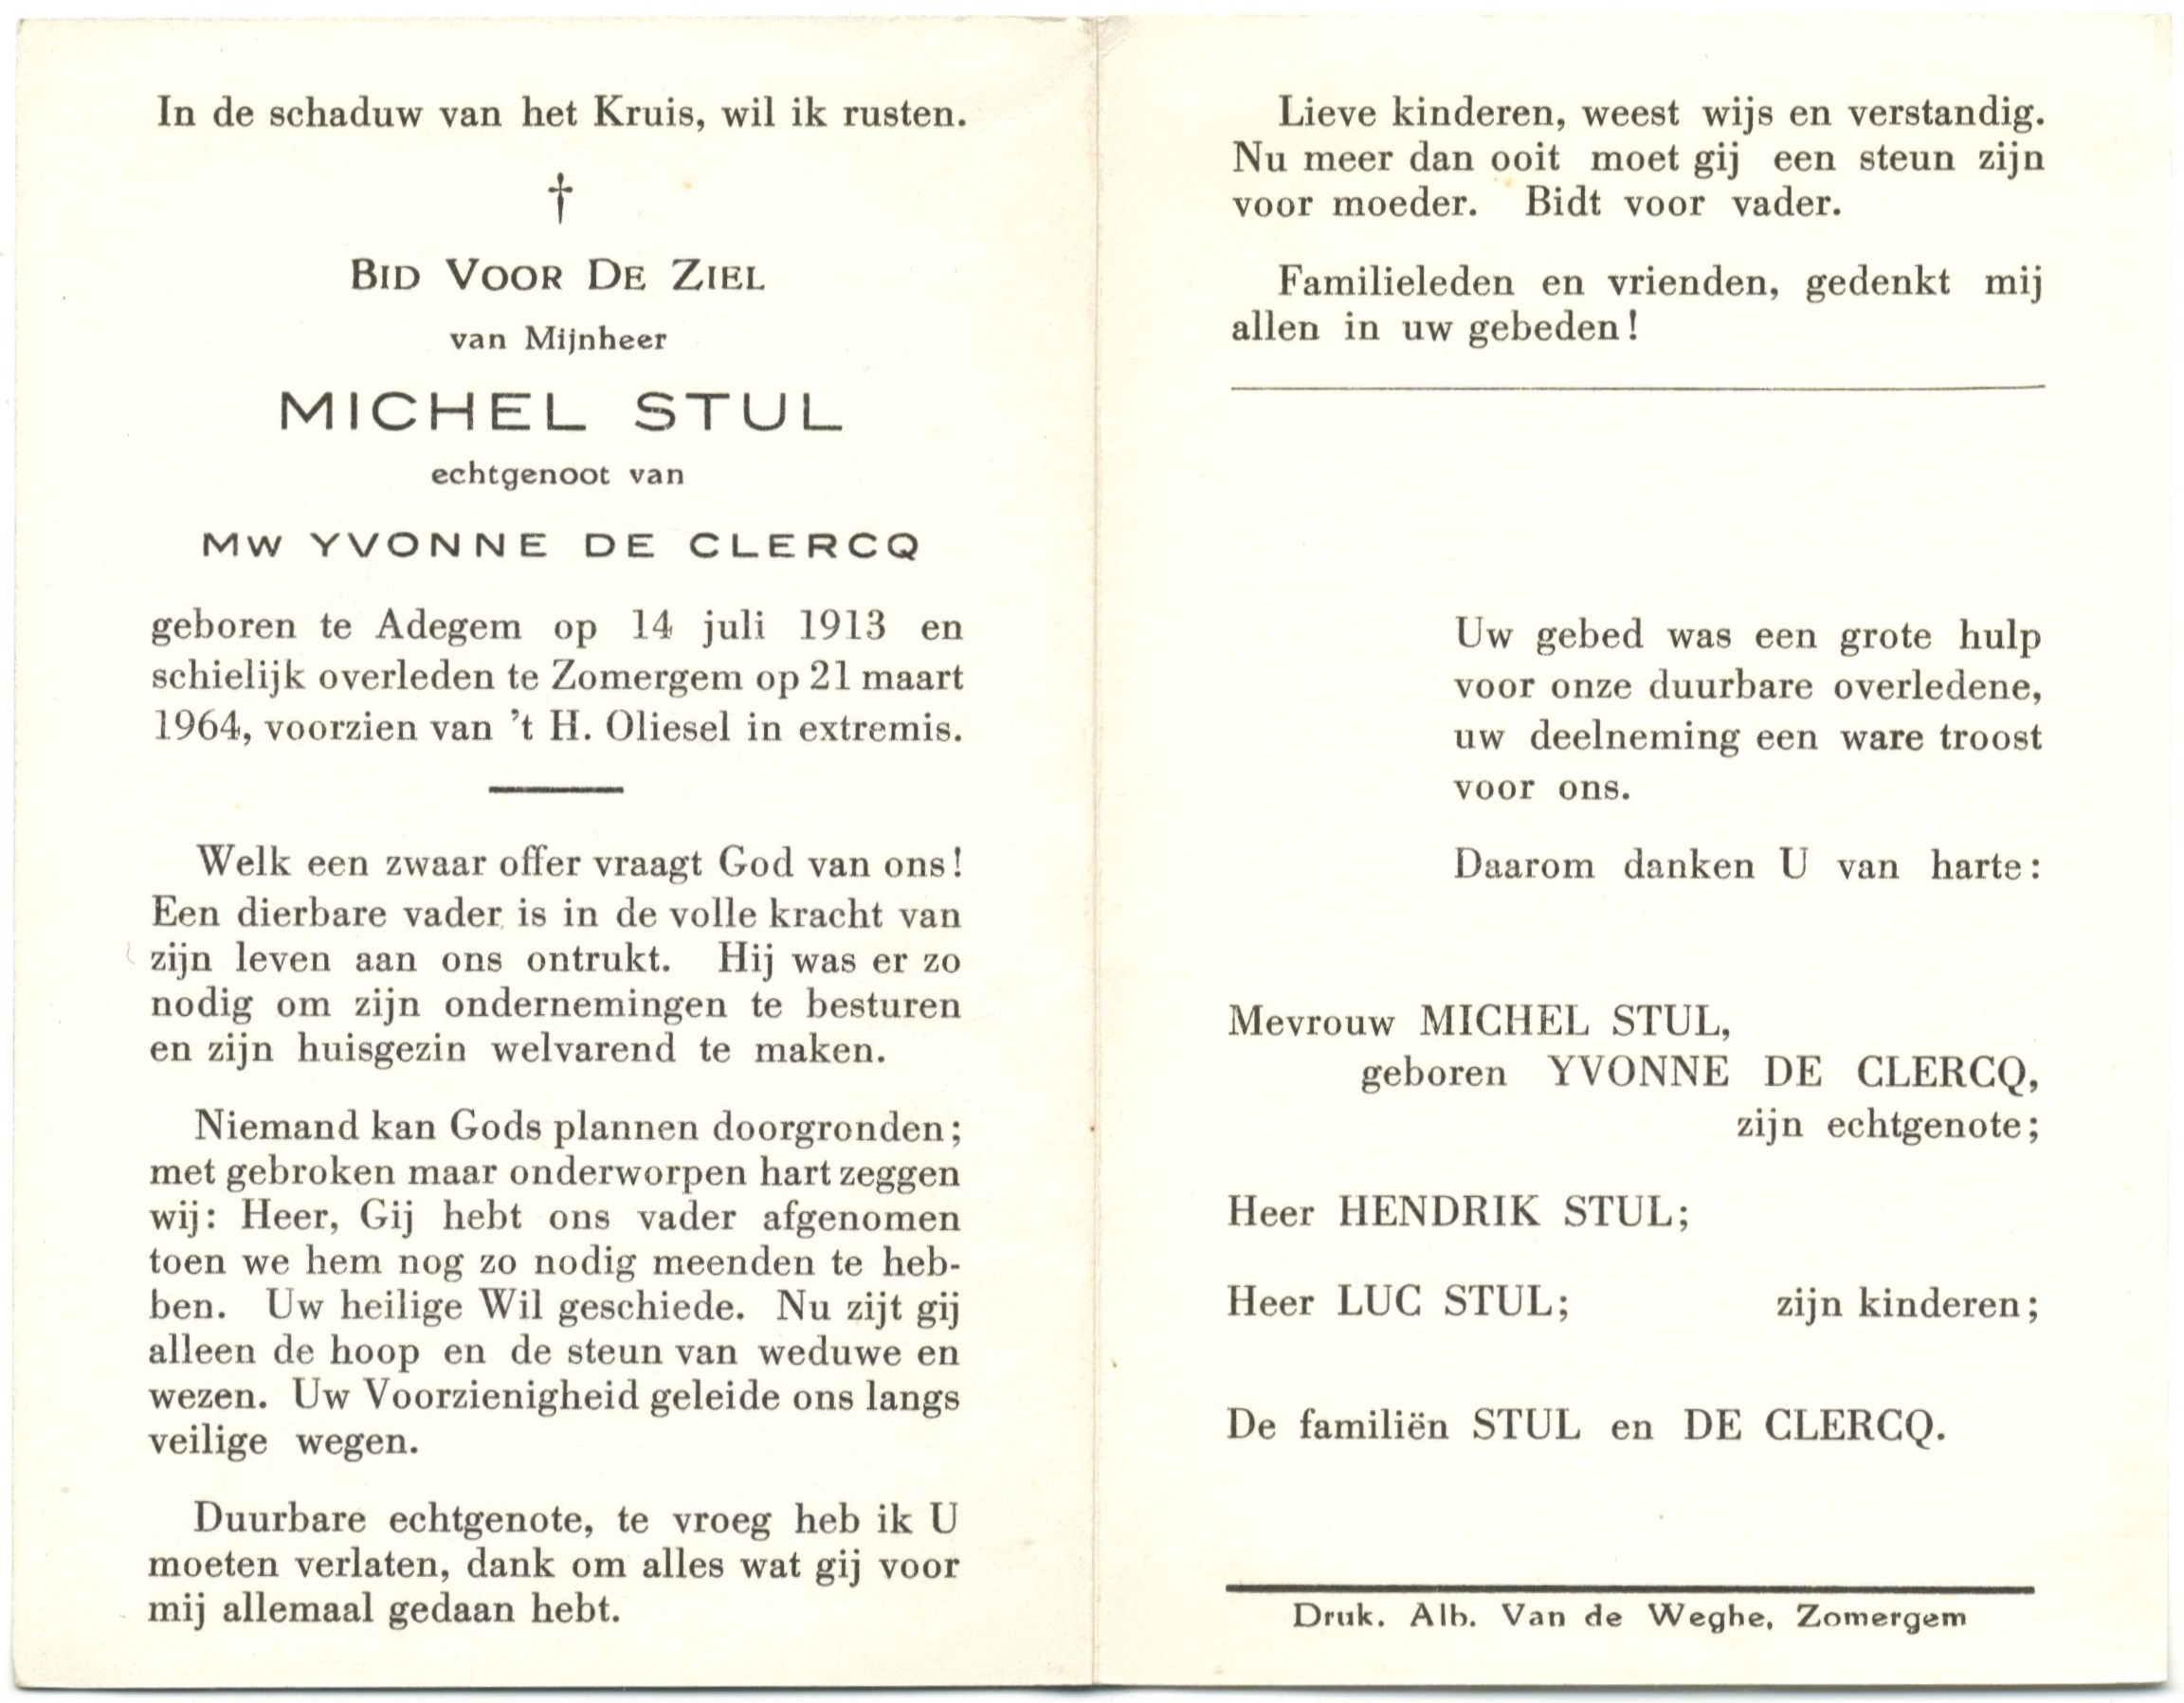 In de schaduw van het Kruis, wil ik rusten.
†
BID VOOR DE ZIEL
van Mijnheer
MICHEL STUL
echtgenoot van
MW YVONNE DE CLERCQ
geboren te Adegem op 14 juli 1913 en
schielijk overleden te Zomergem op 21 maart
1964, voorzien van 't H. Oliesel in extremis.
Welk een zwaar offer vraagt God van ons!
Een dierbare vader is in de volle kracht van
zijn leven aan ons ontrukt. Hij was er zo
nodig om zijn ondernemingen te besturen
en zijn huisgezin welvarend te maken.
Niemand kan Gods plannen doorgronden;
met gebroken maar onderworpen hart zeggen
wij: Heer, Gij hebt ons vader afgenomen
toen we hem nog zo nodig meenden te heb-
ben. Uw heilige Wil geschiede. Nu zijt gij
alleen de hoop en de steun van weduwe en
wezen. Uw Voorzienigheid geleide ons langs
veilige wegen.
Duurbare echtgenote, te vroeg heb ik U
moeten verlaten, dank om alles wat gij voor
mij allemaal gedaan hebt.
Lieve kinderen, weest wijs en verstandig.
Nu meer dan ooit moet gij een steun zijn
voor moeder. Bidt voor vader.
Familieleden en vrienden, gedenkt mij
allen in uw gebeden!
Uw gebed was een grote hulp
voor onze duurbare overledene,
uw deelneming een ware troost
voor ons.
Daarom danken U van harte:
Mevrouw MICHEL STUL,
geboren YVONNE DE CLERCQ,
zijn echtgenote;
Heer HENDRIK STUL;
Heer LUC STUL; zijn kinderen;
De familiën STUL en DE CLERCQ.
Druk. Alb. Van de Weghe, Zomergem